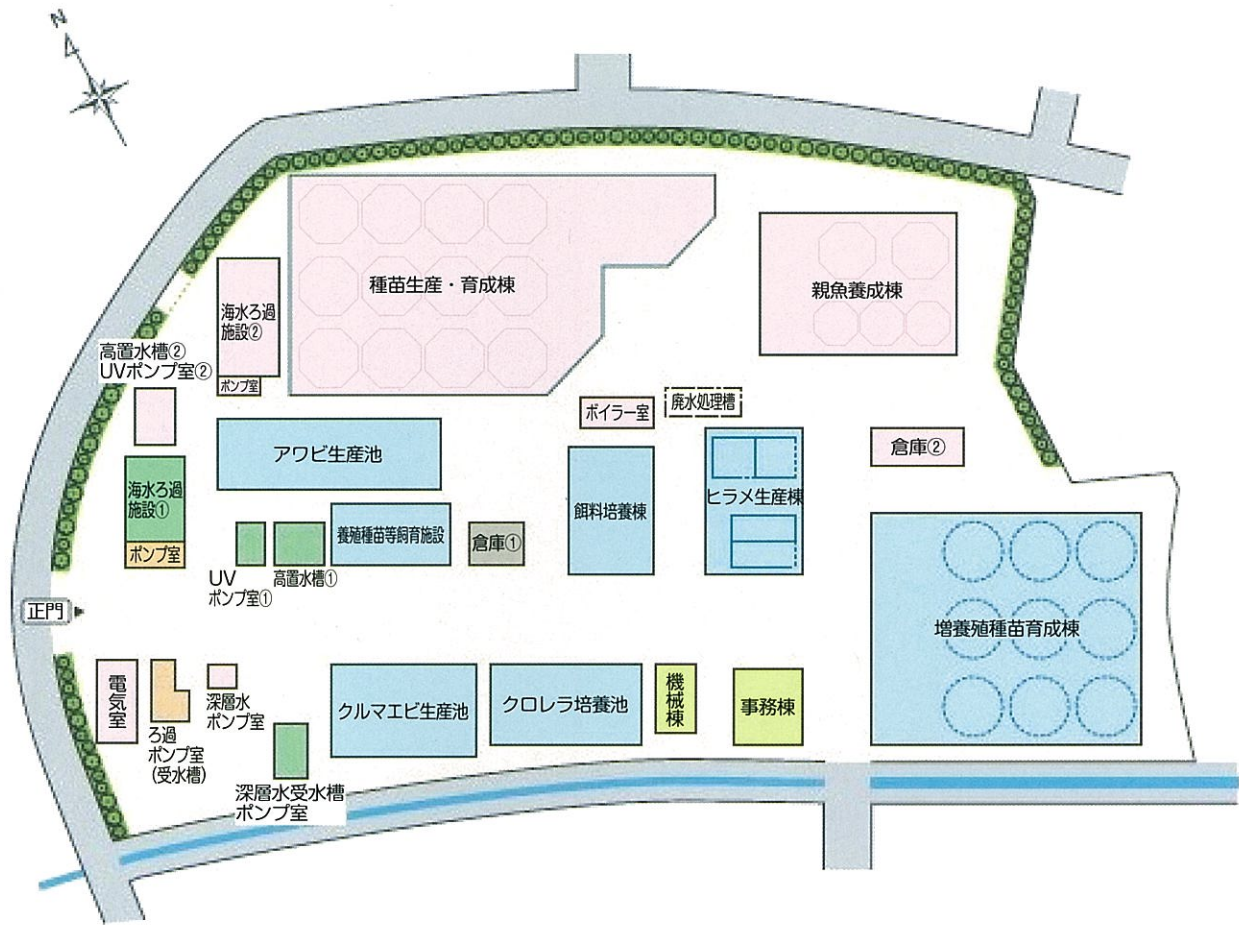 N
種苗生産・育成棟
親魚養成棟
海水ろ過
施設②
ポンプ室
高置水槽②
UVポンプ室②
ボイラー室
廃水処理槽
アワビ生産池
倉庫②
海水ろ過
施設①
ポンプ室
餌料培養棟
ヒラメ生産棟
養殖種苗等飼育施設
倉庫①
UV
ポンプ室①
高置水槽①
正門
増養殖種苗育成棟
電気室
ろ過
ポンプ室
(受水槽)
深層水
ポンプ室
深層水受水槽
ポンプ室
クルマエビ生産池
クロレラ培養池
機械棟
事務棟